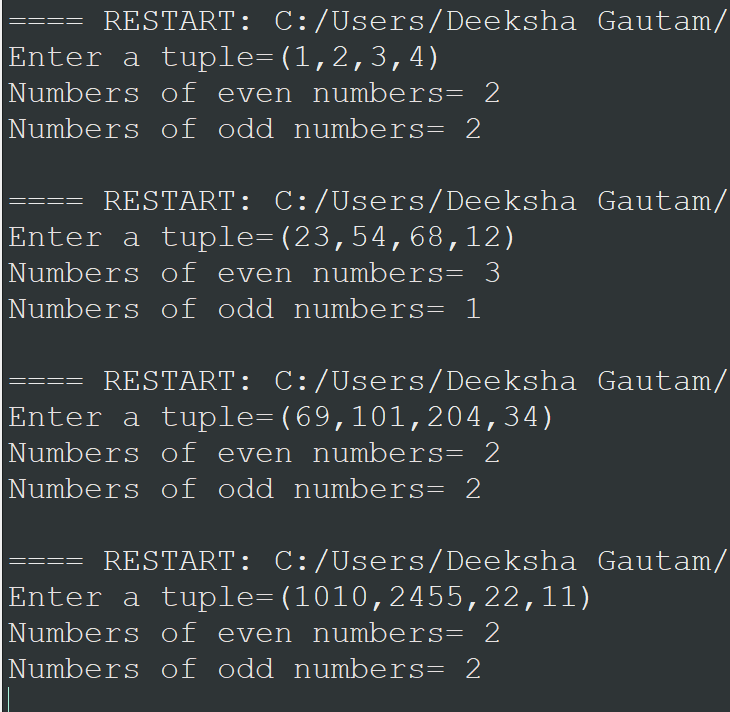 ==== RESTART: C:/Users/Deeksha Gautam/
Enter a tuple=(1,2,3,4)
Numbers of even numbers= 2
Numbers of odd numbers= 2
==== RESTART: C:/Users/Deeksha Gautam/
Enter a tuple=(23,54,68,12)
Numbers of even numbers= 3
Numbers of odd numbers= 1
==== RESTART: C:/Users/Deeksha Gautam/
Enter a tuple=(69,101,204,34)
Numbers of even numbers= 2
Numbers of odd numbers= 2
==== RESTART: C:/Users/Deeksha Gautam/
Enter a tuple=(1010,2455,22,11)
Numbers of even numbers= 2
Numbers of odd numbers= 2